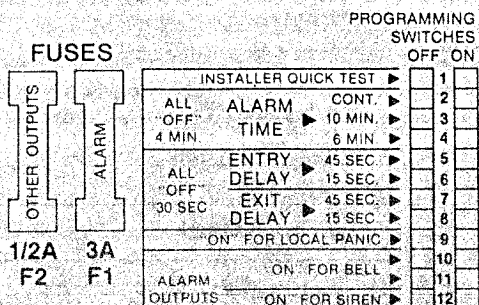 PROGRAMMING
SWITCHES
OFF ON
FUSES
OTHER OUTPUTS
ALARM
1/2A
F2
3A
F1
INSTALLER QUICK TEST ▶ 1
ALL
"OFF"
4 MIN.
ALARM
TIME ▶
CONT. ▶ 2
10 MIN. ▶ 3
6 MIN. ▶ 4
ALL
"OFF"
30 SEC
ENTRY
DELAY ▶
45 SEC. ▶ 5
15 SEC. ▶ 6
EXIT
DELAY ▶
45 SEC. ▶ 7
15 SEC ▶ 8
"ON" FOR LOCAL PANIC ▶ 9
ALARM
OUTPUTS
▶ 10
ON FOR BELL
▶ 11
ON FOR SIREN ▶ 12